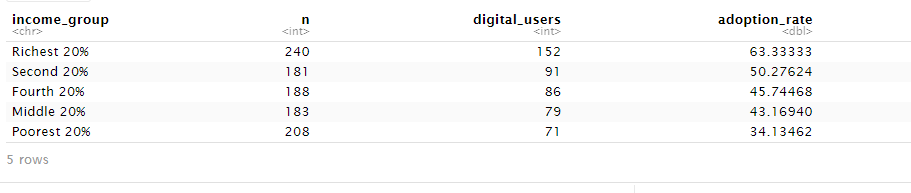 income_group n digital_users adoption_rate
<chr> <int> <int> <dbl>
Richest 20% 240 152 63.33333
Second 20% 181 91 50.27624
Fourth 20% 188 86 45.74468
Middle 20% 183 79 43.16940
Poorest 20% 208 71 34.13462
5 rows